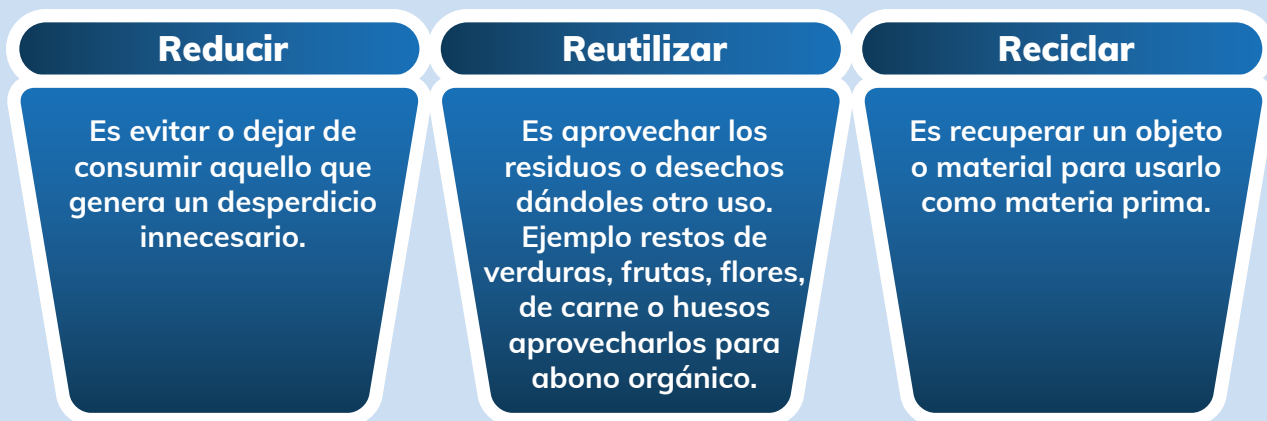 Reducir
Es evitar o dejar de
consumir aquello que
genera un desperdicio
innecesario.
Reutilizar
Es aprovechar los
residuos o desechos
dándoles otro uso.
Ejemplo restos de
verduras, frutas, flores,
de carne o huesos
aprovecharlos para
abono orgánico.
Reciclar
Es recuperar un objeto
o material para usarlo
como materia prima.